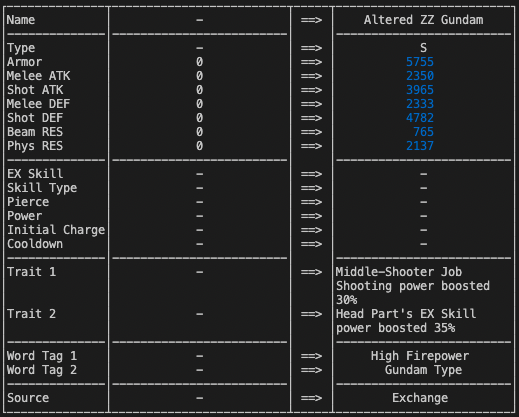 Name - ==> Altered ZZ Gundam
Type - ==> S
Armor 0 ==> 5755
Melee ATK 0 ==> 2350
Shot ATK 0 ==> 3965
Melee DEF 0 ==> 2333
Shot DEF 0 ==> 4782
Beam RES 0 ==> 765
Phys RES 0 ==> 2137
EX Skill - ==> -
Skill Type - ==> -
Pierce - ==> -
Power - ==> -
Initial Charge - ==> -
Cooldown - ==> -
Trait 1 - ==> Middle-Shooter Job
Shooting power boosted
30%
Trait 2 - ==> Head Part's EX Skill
power boosted 35%
Word Tag 1 - ==> High Firepower
Word Tag 2 - ==> Gundam Type
Source - ==> Exchange